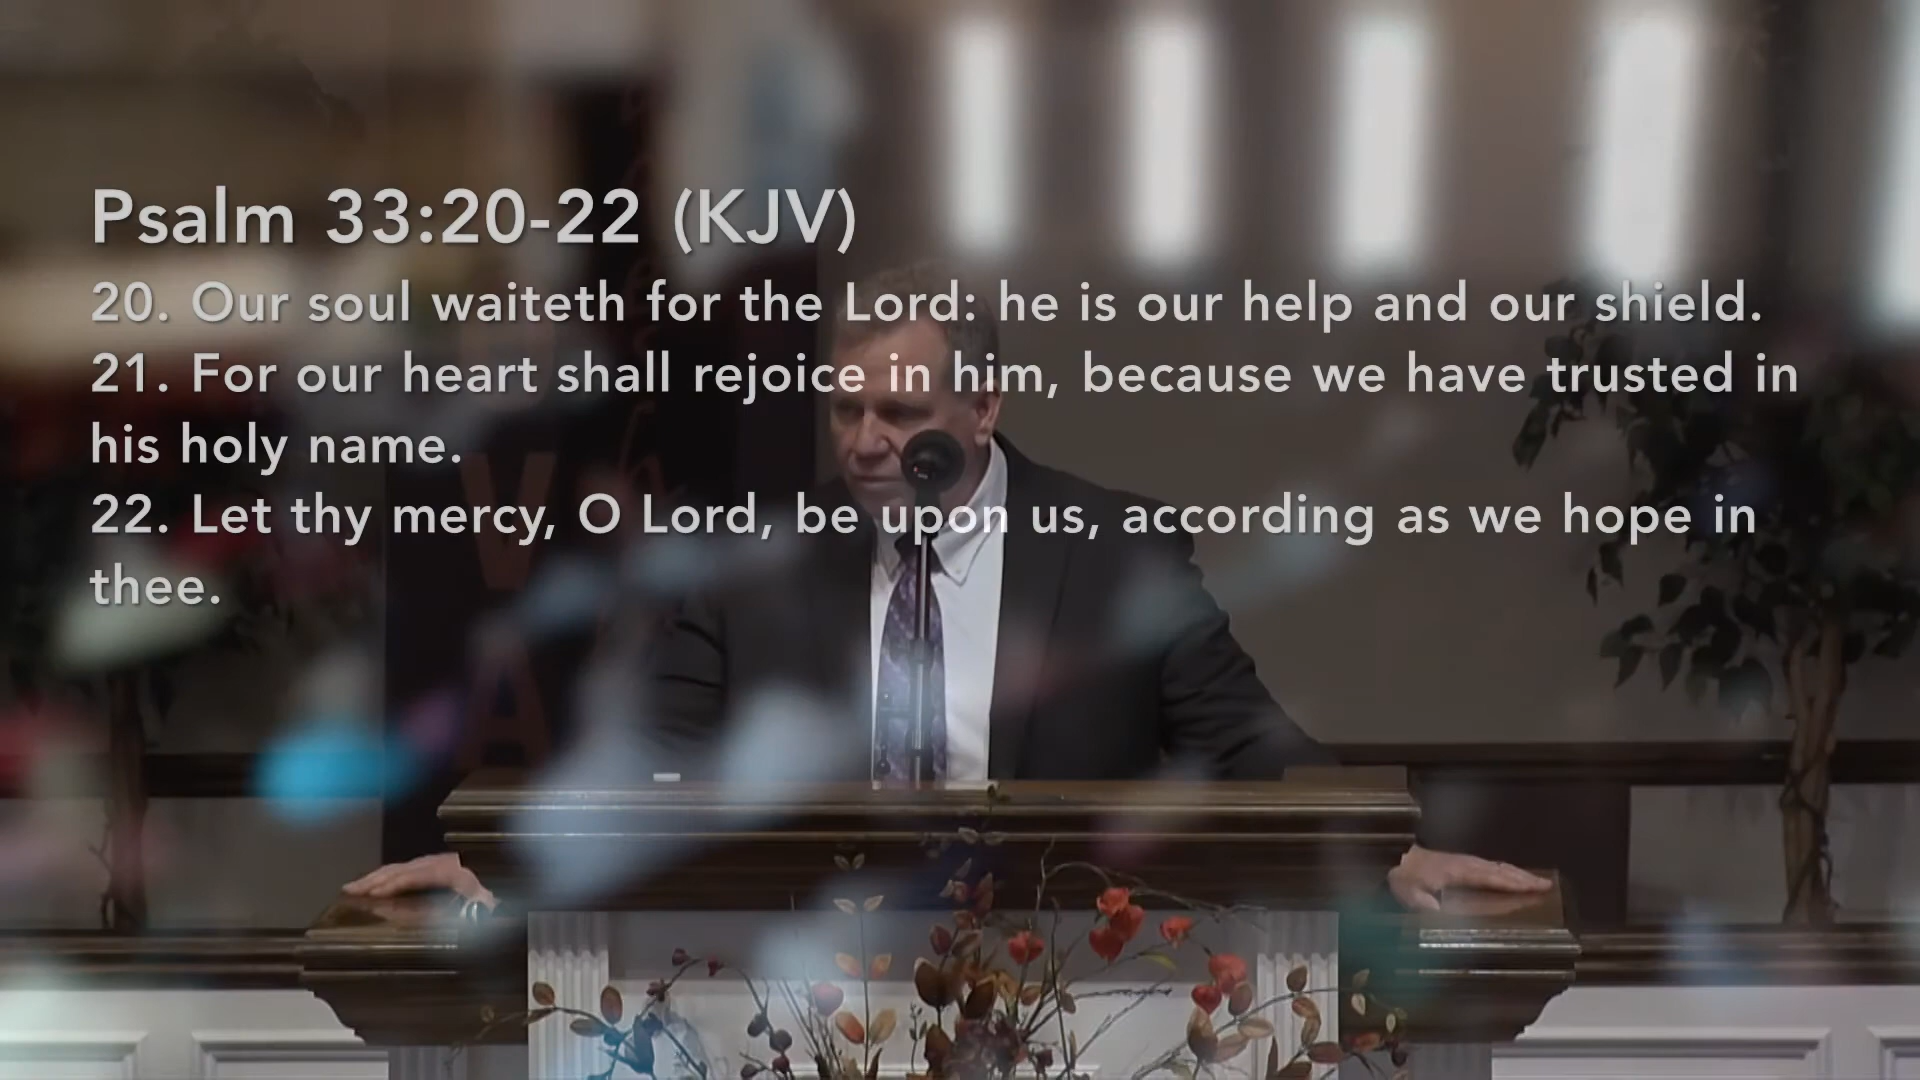 Psalm 33:20-22 (KJV)
20. Our soul waiteth for the Lord: he is our help and our shield.
21. For our heart shall rejoice in him, because we have trusted in
his holy name.
22. Let thy mercy, O Lord, be upon us, according as we hope in
thee.